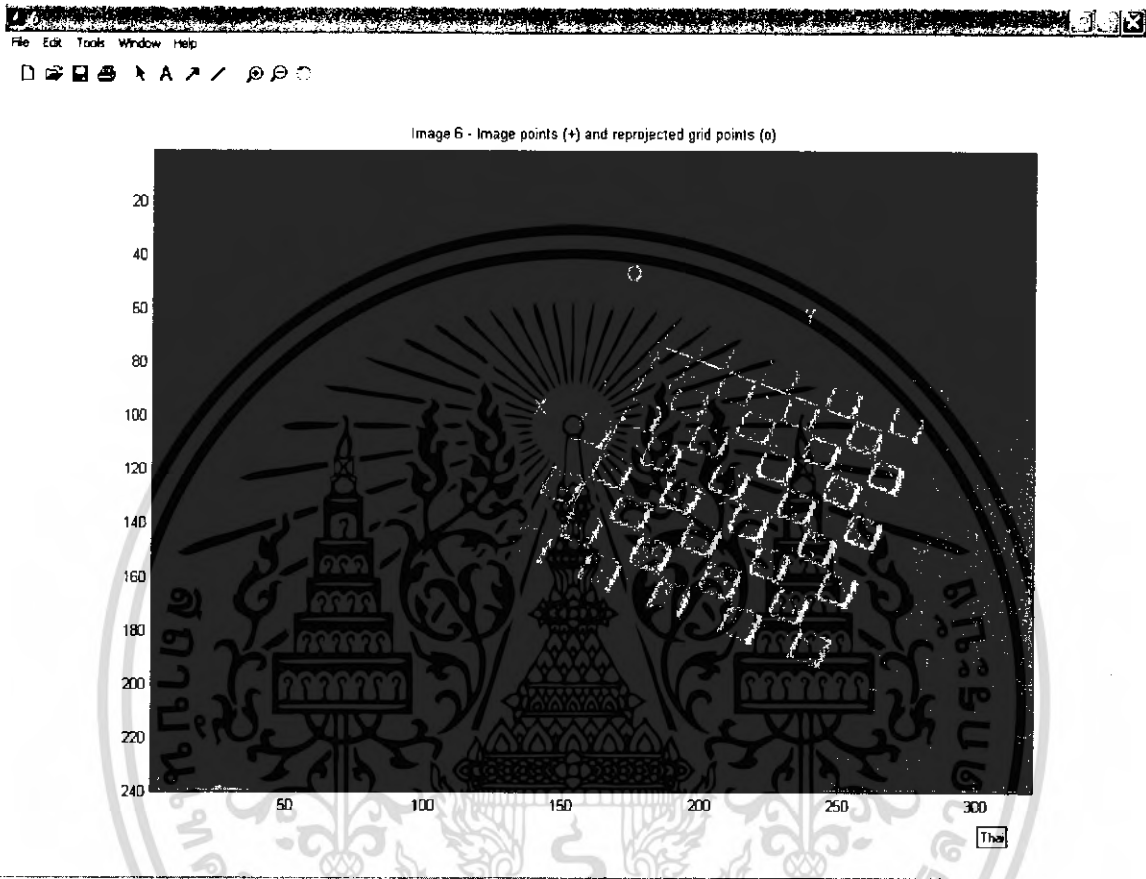 File Edit Tools Window Help
A
Image 6 - Image points (+) and reprojected grid points (o)
20
40
60
80
100
120
140
160
180
200
220
240
O
Y
50 100 150 200 250 300
Thai